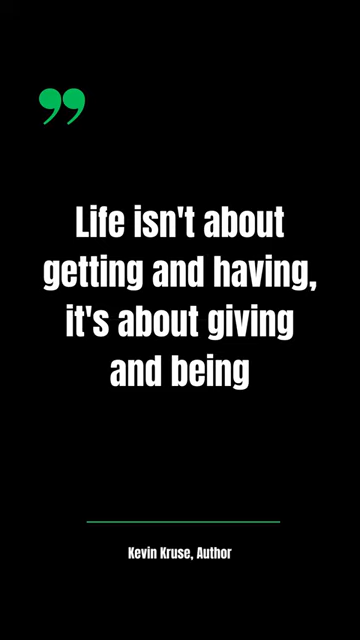 ”
Life isn't about
getting and having,
it's about giving
and being
Kevin Kruse, Author